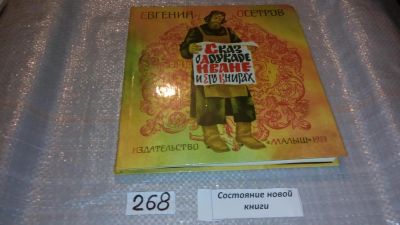 ЕВГЕНИЙ ОСЕТРОВ
Сказ
о друкаре
ИВАНЕ
и его книгах
ИЗДАТЕЛЬСТВО «МАЛЫШ»
268
Состояние новой
книги